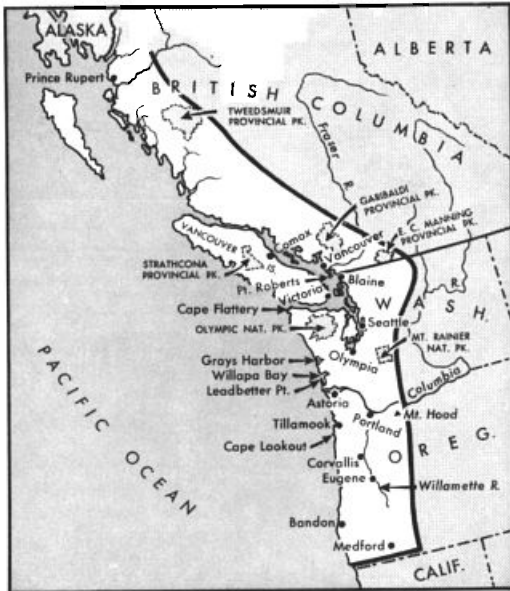 ALASKA
ALBERTA
Prince Rupert
BRITISH
COLUMBIA
TWEEDSMUIR
PROVINCIAL PK.
Fraser R.
GARIBALDI
PROVINCIAL PK.
E. C. MANNING
PROVINCIAL PK.
VANCOUVER IS.
Comox
Vancouver
STRATHCONA
PROVINCIAL PK.
Pt. Roberts
Blaine
Victoria
Cape Flattery
WASH.
R.
Seattle
OLYMPIC NAT. PK.
MT. RAINIER
NAT. PK.
Olympia
Grays Harbor
Willapa Bay
Leadbetter Pt.
Columbia
Astoria
Portland
Mt. Hood
Tillamook
OREG.
Cape Lookout
Corvallis
Eugene
Willamette R.
PACIFIC OCEAN
Bandon
Medford
CALIF.